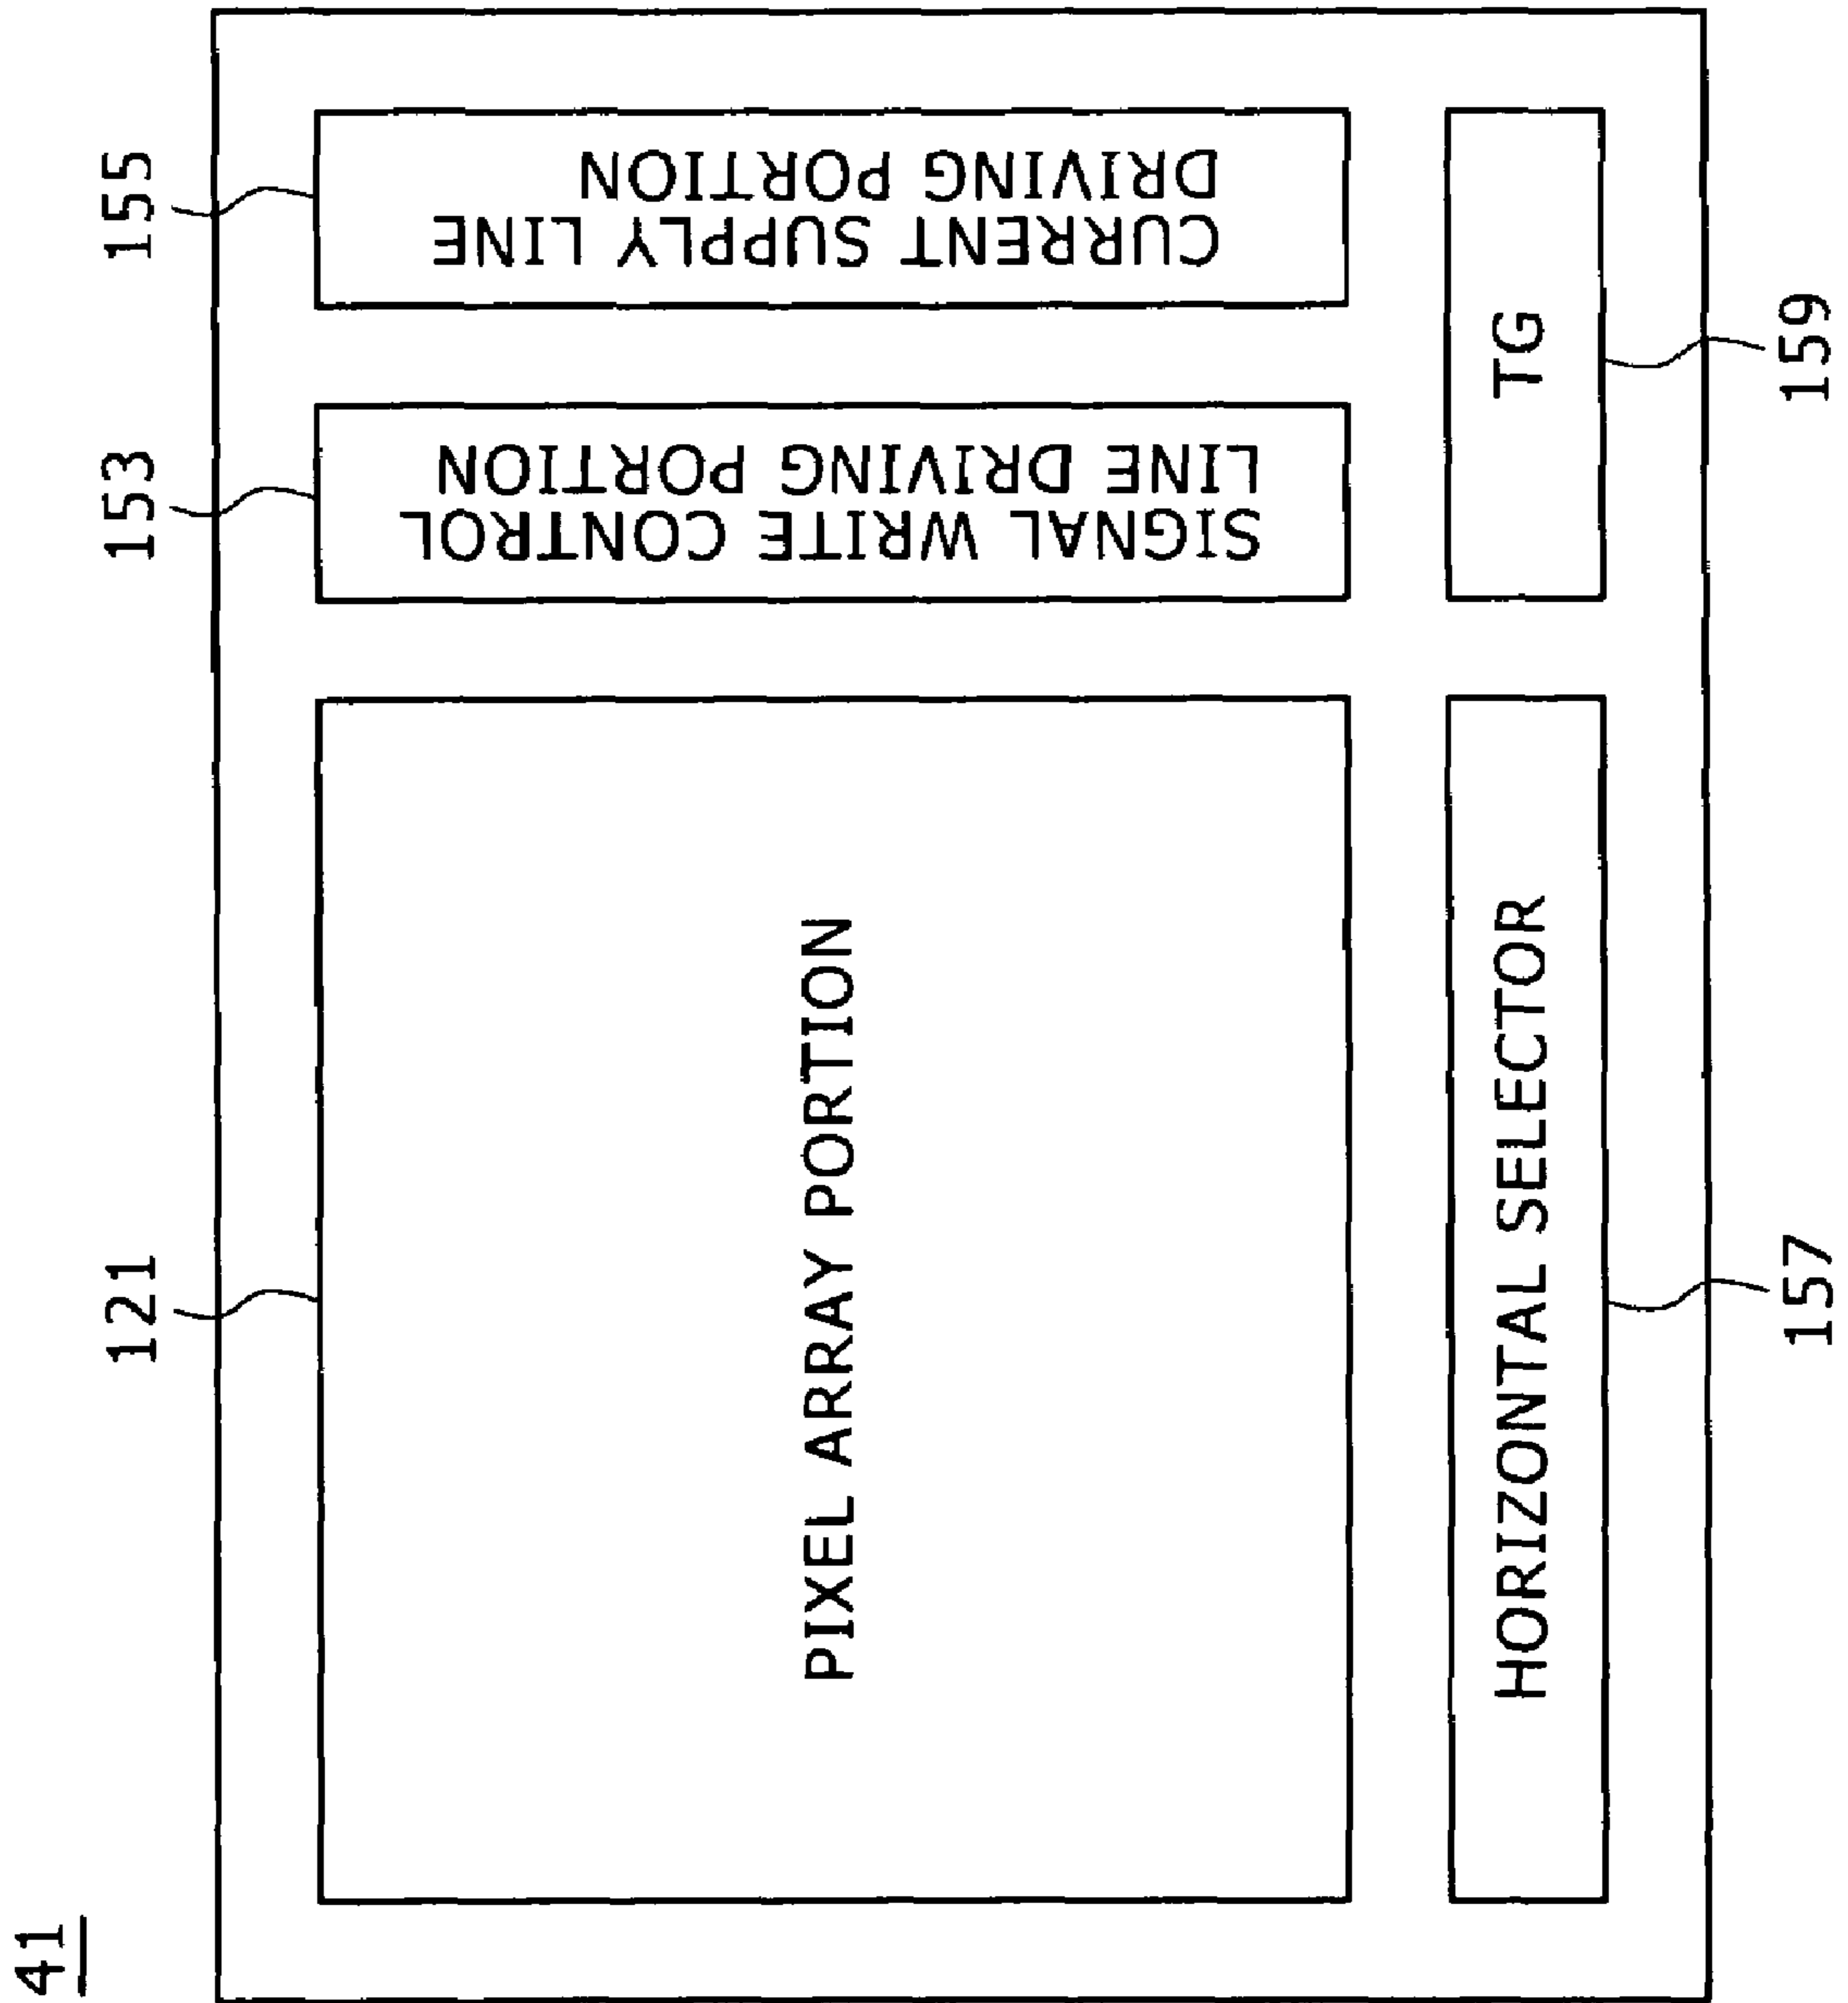 41
121
153
155
PIXEL ARRAY PORTION
SIGNAL WRITE CONTROL
LINE DRIVING PORTION
CURRENT SUPPLY LINE
DRIVING PORTION
HORIZONTAL SELECTOR
TG
157
159